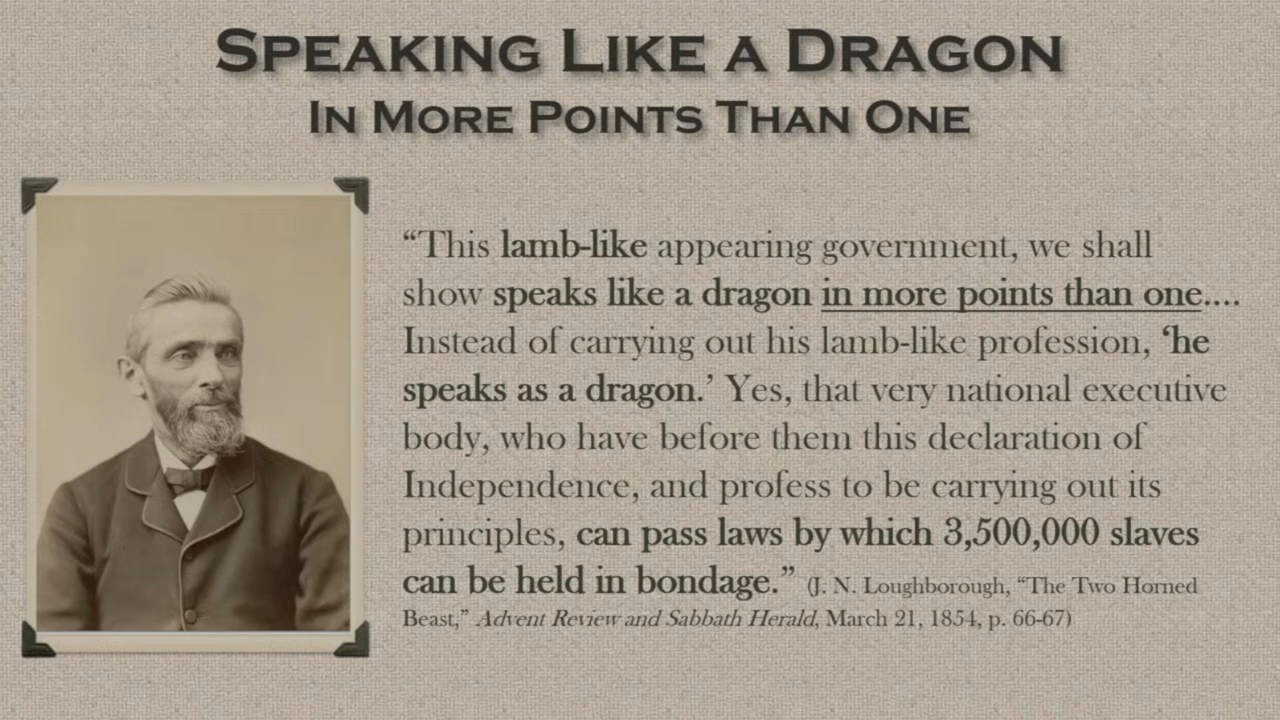 Speaking Like a Dragon
In More Points Than One
“This lamb-like appearing government, we shall
show speaks like a dragon in more points than one....
Instead of carrying out his lamb-like profession, ‘he
speaks as a dragon.’ Yes, that very national executive
body, who have before them this declaration of
Independence, and profess to be carrying out its
principles, can pass laws by which 3,500,000 slaves
can be held in bondage.” (J. N. Loughborough, “The Two Horned
Beast,” Advent Review and Sabbath Herald, March 21, 1854, p. 66-67)